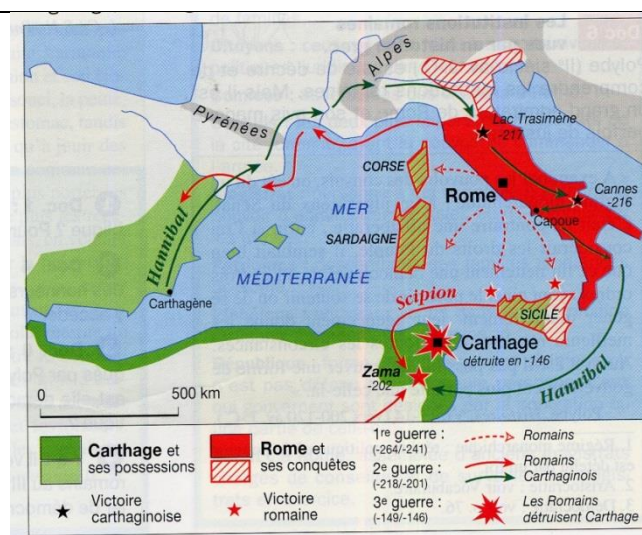 Alpes
Pyrénées
Lac Trasimène
-217
CORSE
Rome
Cannes
-216
Capoue
MER
SARDAIGNE
MÉDITERRANÉE
Hannibal
Carthagène
Scipion
SICILE
Carthage
détruite en -146
Zama
-202
Hannibal
0 500 km
Carthage et
ses possessions
Rome et
ses conquêtes
Victoire
carthaginoise
Victoire
romaine
1re guerre :
(-264/-241)
Romains
2e guerre :
(-218/-201)
Romains
Carthaginois
3e guerre :
(-149/-146)
Les Romains
détruisent Carthage